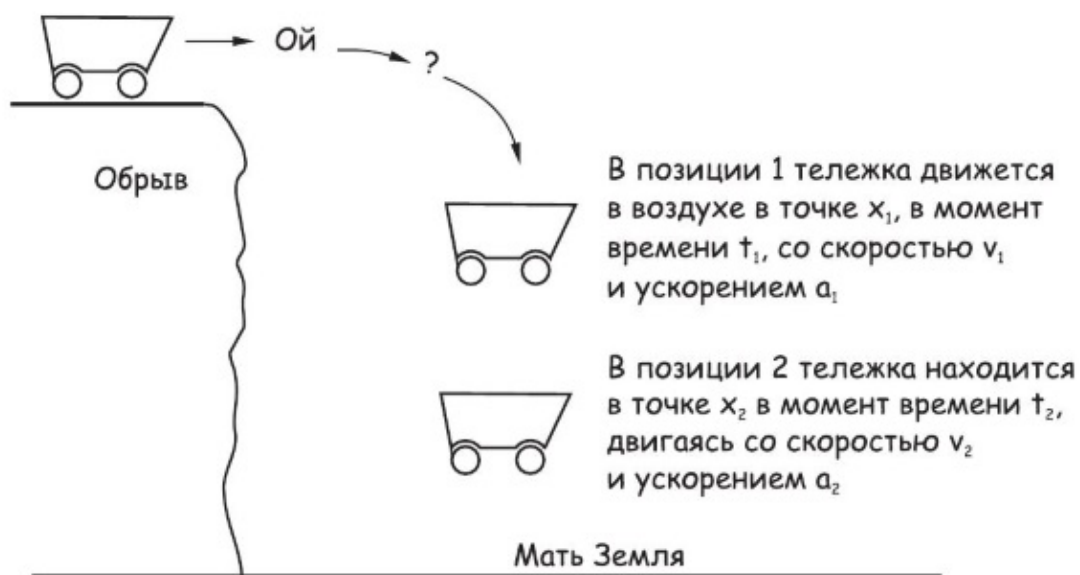 Ой
?
Обрыв
В позиции 1 тележка движется
в воздухе в точке x₁, в момент
времени t₁, со скоростью v₁
и ускорением a₁
В позиции 2 тележка находится
в точке x₂ в момент времени t₂,
двигаясь со скоростью v₂
и ускорением a₂
Мать Земля